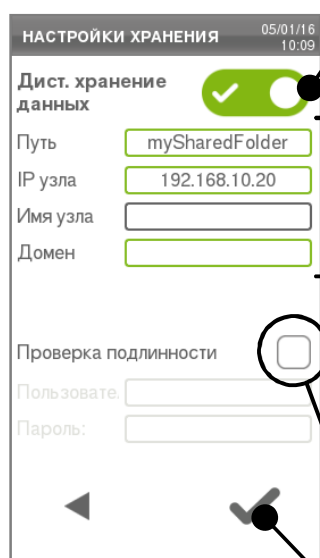 НАСТРОЙКИ ХРАНЕНИЯ 05/01/16
10:09
Дист. хранение
данных
Путь mySharedFolder
IP узла 192.168.10.20
Имя узла
Домен
Проверка подлинности
Пользовате.
Пароль: